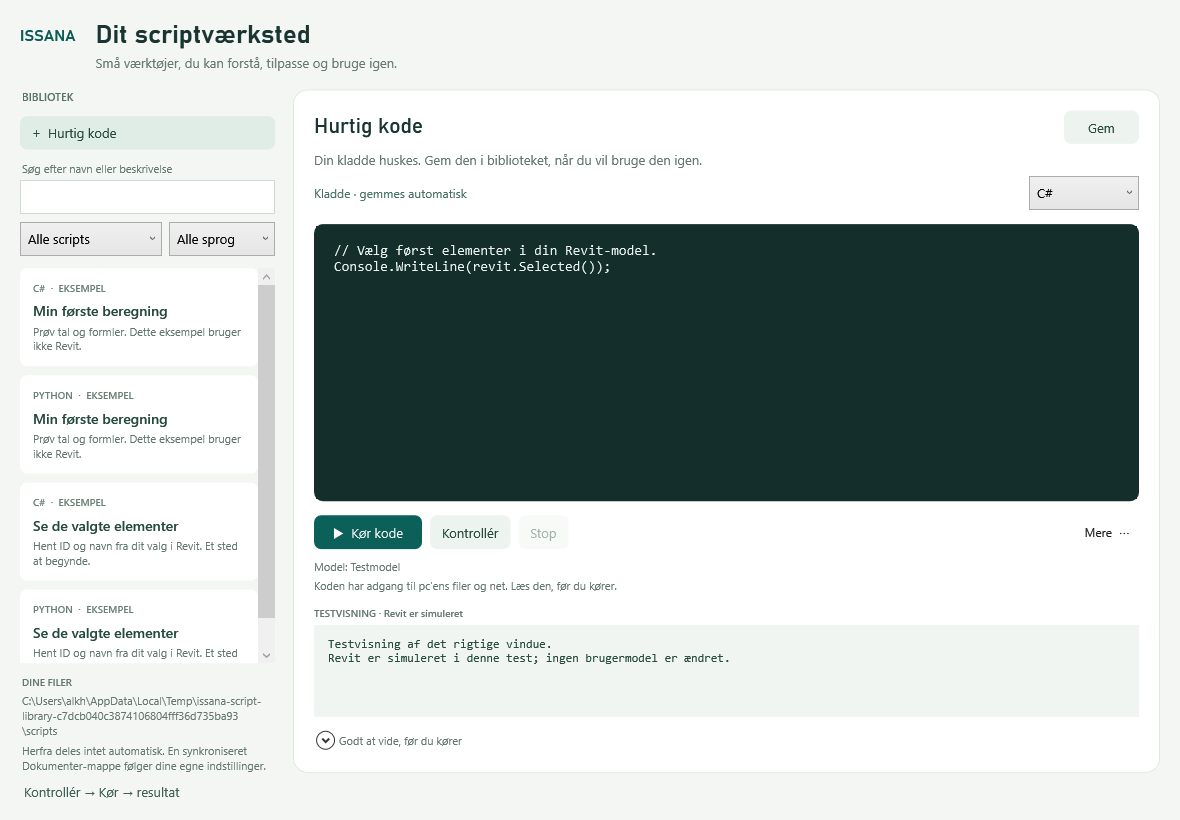 ISSANA
Dit scriptværksted
Små værktøjer, du kan forstå, tilpasse og bruge igen.
BIBLIOTEK
+ Hurtig kode
Søg efter navn eller beskrivelse
Alle scripts
Alle sprog
C# · EKSEMPEL
Min første beregning
Prøv tal og formler. Dette eksempel bruger
ikke Revit.
PYTHON · EKSEMPEL
Min første beregning
Prøv tal og formler. Dette eksempel bruger
ikke Revit.
C# · EKSEMPEL
Se de valgte elementer
Hent ID og navn fra dit valg i Revit. Et sted
at begynde.
PYTHON · EKSEMPEL
Se de valgte elementer
Hent ID og navn fra dit valg i Revit. Et sted
DINE FILER
C:\Users\alkh\AppData\Local\Temp\issana-script-
library-c7dcb040c3874106804fff36d735ba93
\scripts
Herfra deles intet automatisk. En synkroniseret
Dokumenter-mappe følger dine egne indstillinger.
Kontrollér → Kør → resultat
Hurtig kode
Gem
Din kladde huskes. Gem den i biblioteket, når du vil bruge den igen.
Kladde · gemmes automatisk
C#
// Vælg først elementer i din Revit-model.
Console.WriteLine(revit.Selected());
Kør kode
Kontrollér
Stop
Mere ···
Model: Testmodel
Koden har adgang til pc'ens filer og net. Læs den, før du kører.
TESTVISNING · Revit er simuleret
Testvisning af det rigtige vindue.
Revit er simuleret i denne test; ingen brugermodel er ændret.
Godt at vide, før du kører